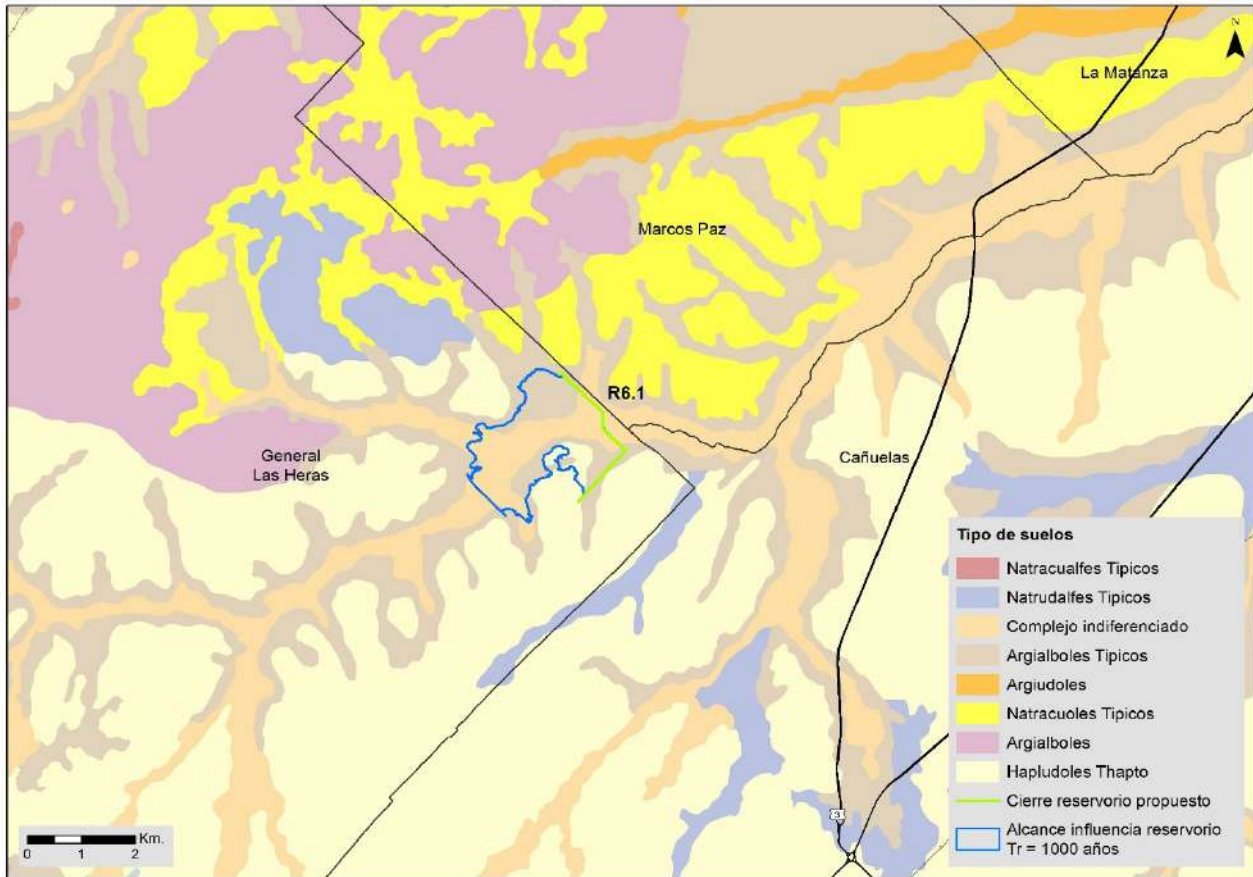 N
La Matanza
Marcos Paz
R6.1
General
Las Heras
Cañuelas
Tipo de suelos
Natracualfes Tipicos
Natrudalfes Tipicos
Complejo indiferenciado
Argialboles Tipicos
Argiudoles
Natracuoles Tipicos
Argialboles
Hapludoles Thapto
Cierre reservorio propuesto
Alcance influencia reservorio
Tr = 1000 años
3
Km.
0 1 2